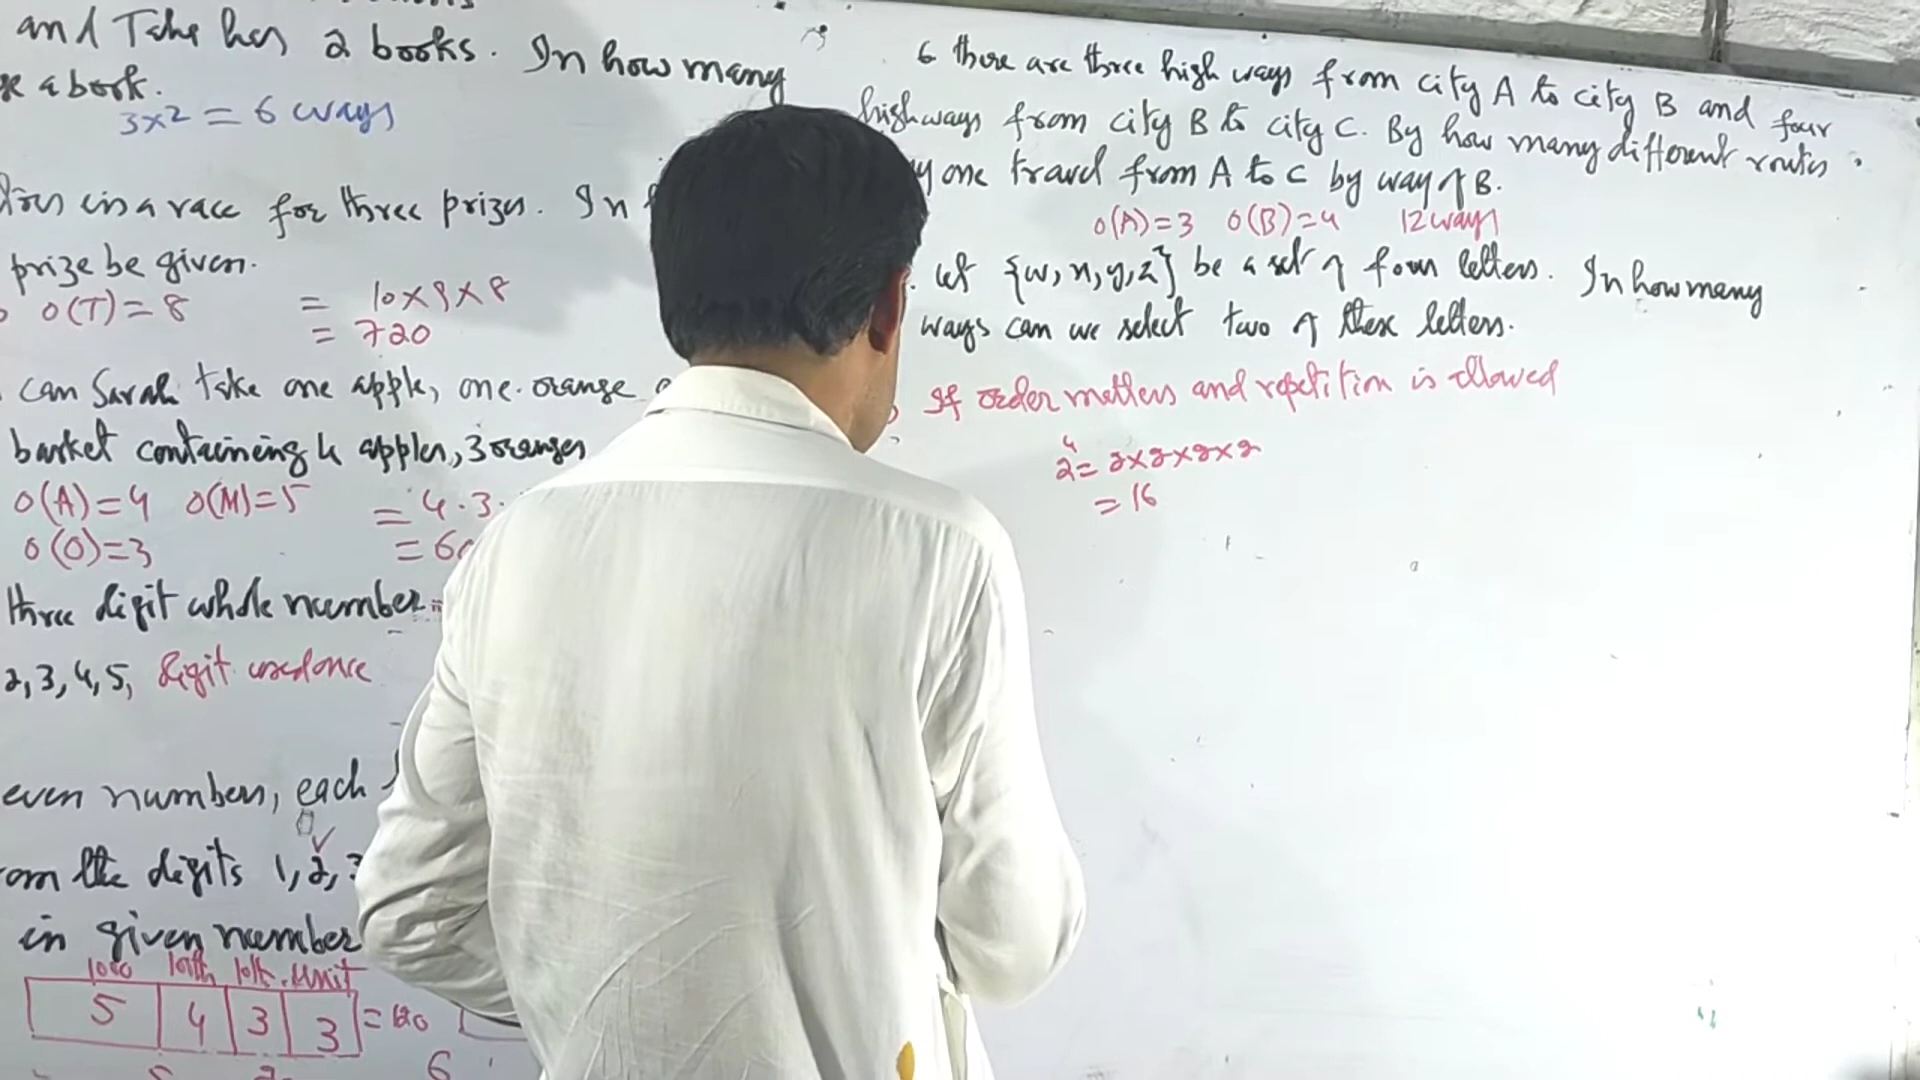 and Taha has 2 books. In how many
a book.
3x2 = 6 ways
in a race for three prizes. In
prize be given.
O(T)=8 = 10×9×8
= 720
can Sarah take one apple, one orange
basket containing 4 apples, 3 oranges
O(A)=4 O(M)=5 = 4.3.
O(O)=3 = 60
three digit whole number
2,3,4,5, digit used once
even numbers, each
the digits 1,2,3
in given number
1000 100th 10th unit
5 4 3 3 = 180
6
6 there are three high ways from city A to city B and four
highways from city B to city C. By how many different routes
one travel from A to C by way of B.
O(A)=3 O(B)=4 12 ways
let {w,x,y,z} be a set of four letters. In how many
ways can we select two of these letters.
If order matters and repetition is allowed
2⁴= 2×2×2×2
= 16